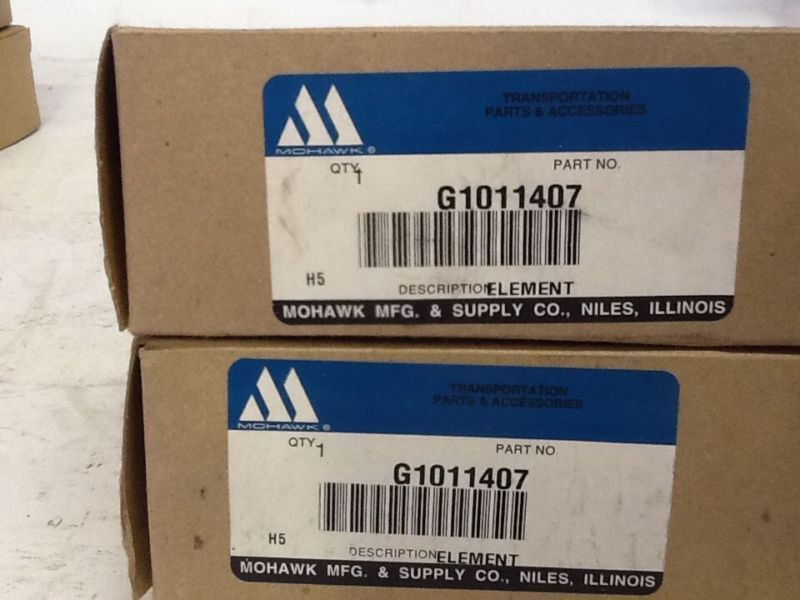 TRANSPORTATION
PARTS & ACCESSORIES
MOHAWK ®
QTY. 1 PART NO.
G1011407
H5 DESCRIPTION ELEMENT
MOHAWK MFG. & SUPPLY CO., NILES, ILLINOIS
TRANSPORTATION
PARTS & ACCESSORIES
MOHAWK ®
QTY. 1 PART NO.
G1011407
H5 DESCRIPTION ELEMENT
MOHAWK MFG. & SUPPLY CO., NILES, ILLINOIS